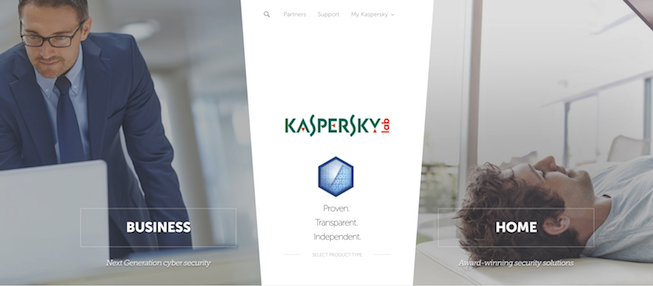 Partners Support My Kaspersky
KASPERSKY lab
Proven.
Transparent.
Independent.
SELECT PRODUCT TYPE
BUSINESS
Next Generation cyber security
HOME
Award-winning security solutions